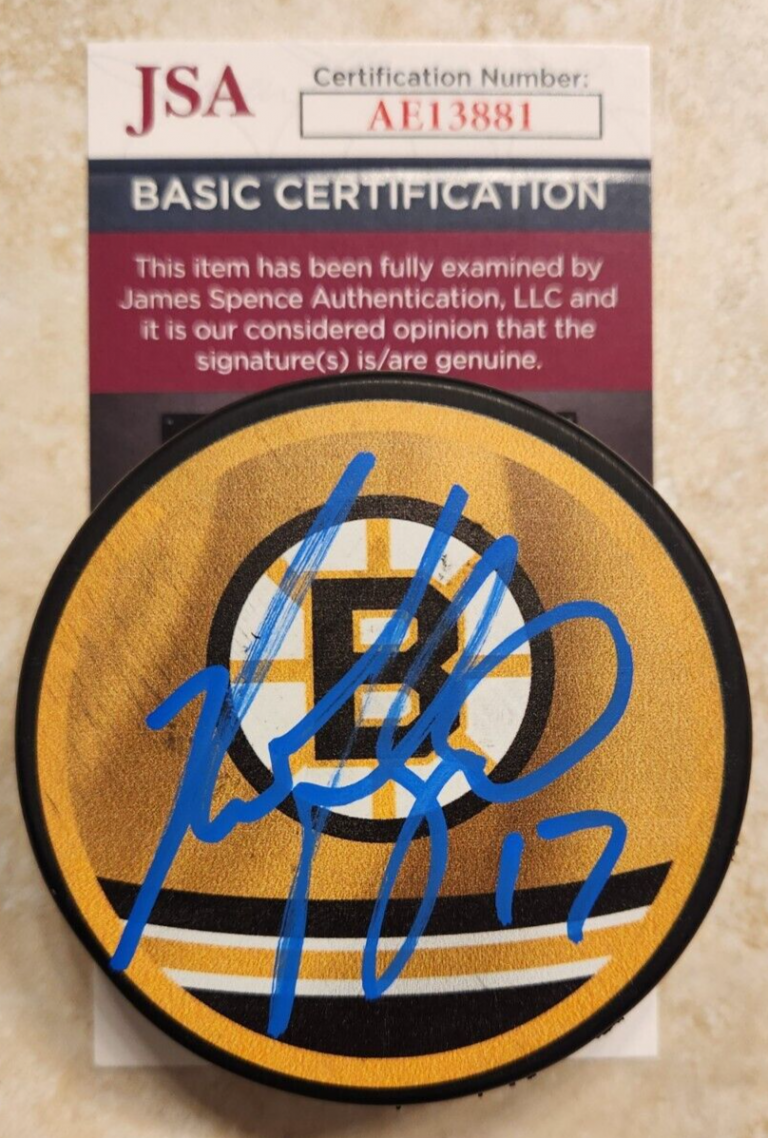 JSA
Certification Number:
AE13881
BASIC CERTIFICATION
This item has been fully examined by
James Spence Authentication, LLC and
it is our considered opinion that the
signature(s) is/are genuine.
B
17